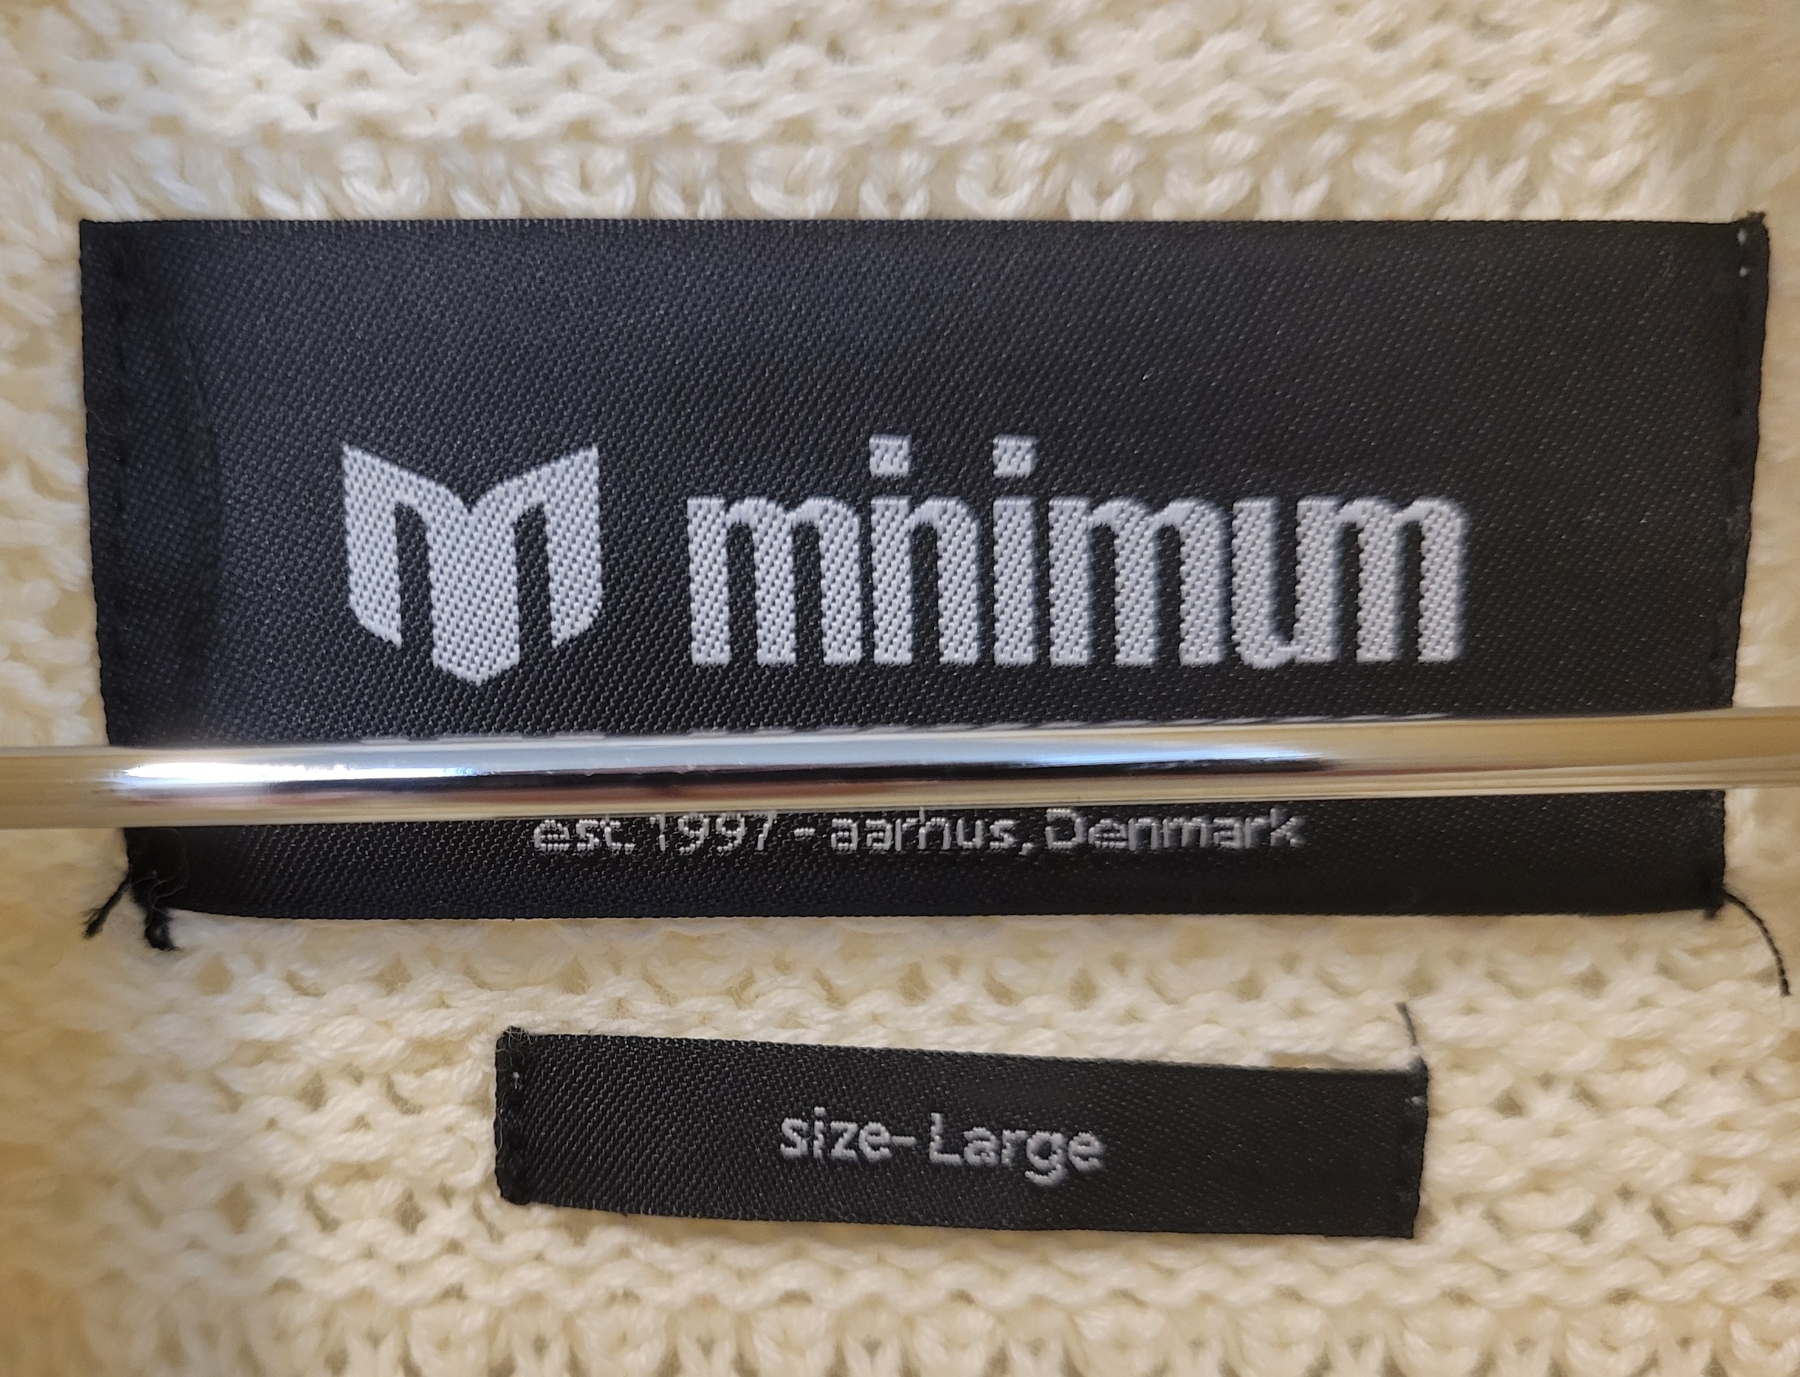 minimum
est. 1997 - aarhus, Denmark
size-Large